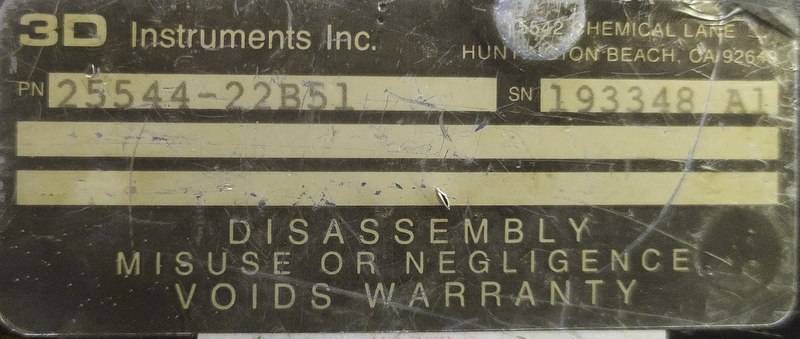 3D Instruments Inc.
15542 CHEMICAL LANE
HUNTINGTON BEACH, CA 92649
PN 25544-22B51 SN 193348 A1
DISASSEMBLY
MISUSE OR NEGLIGENCE
VOIDS WARRANTY